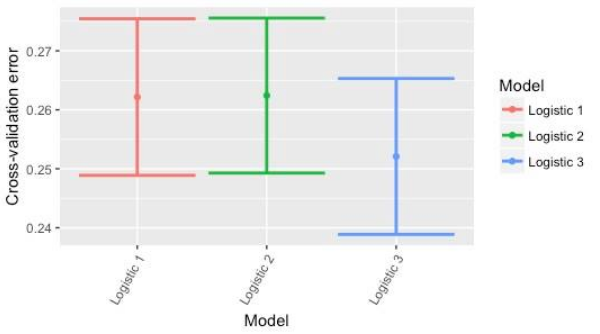 Cross-validation error
0.27
0.26
0.25
0.24
Logistic 1
Logistic 2
Logistic 3
Model
Model
Logistic 1
Logistic 2
Logistic 3